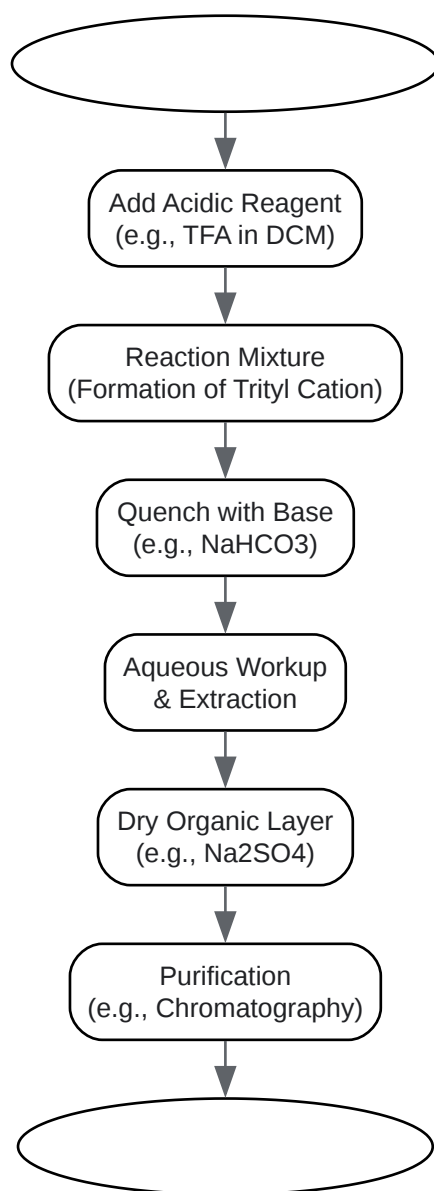 Add Acidic Reagent
(e.g., TFA in DCM)
Reaction Mixture
(Formation of Trityl Cation)
Quench with Base
(e.g., NaHCO3)
Aqueous Workup
& Extraction
Dry Organic Layer
(e.g., Na2SO4)
Purification
(e.g., Chromatography)